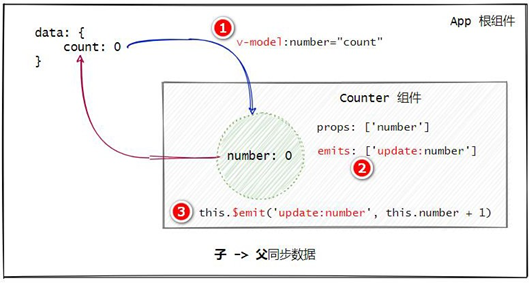 App 根组件
data: {
count: 0
}
1
v-model:number="count"
Counter 组件
props: ['number']
emits: ['update:number']
2
number: 0
3
this.$emit('update:number', this.number + 1)
子 -> 父同步数据